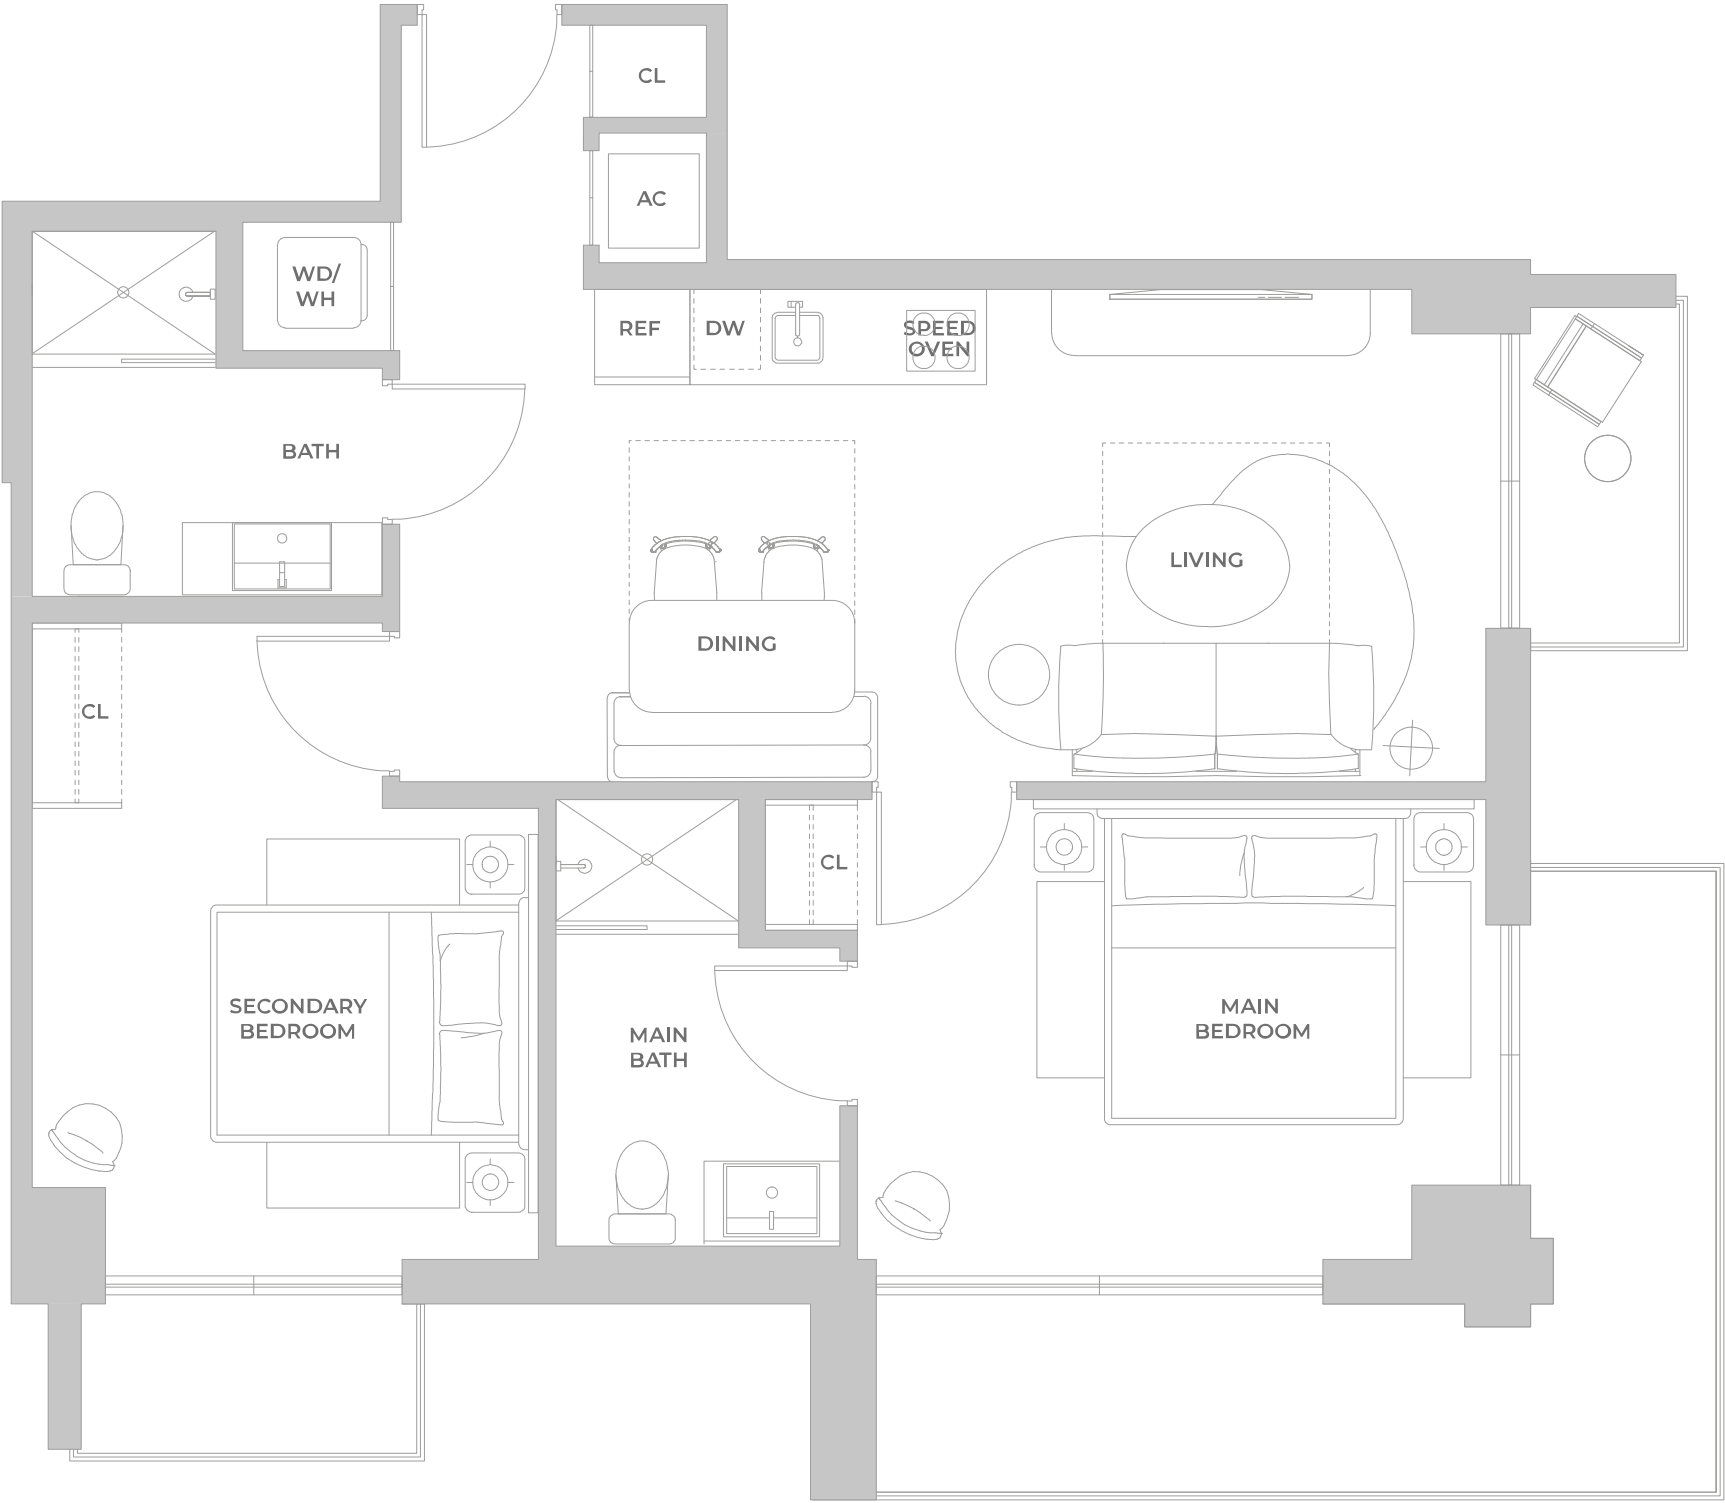 CL
AC
WD/
WH
REF
DW
SPEED
OVEN
BATH
LIVING
DINING
CL
CL
SECONDARY
BEDROOM
MAIN
BATH
MAIN
BEDROOM